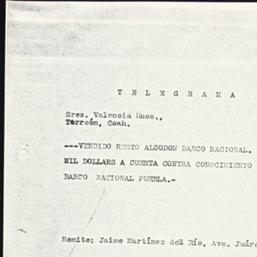 T E L E G R A M A
Sres. Valencia Hnos.,
Torreón, Coah.
---VENDIDO RESTO ALGODON BANCO NACIONAL.
MIL DOLLARS A CUENTA CONTRA CONOCIMIENTO
BANCO NACIONAL PUEBLA.-
Remite: Jaime Martínez del Río, Ave. Juáre